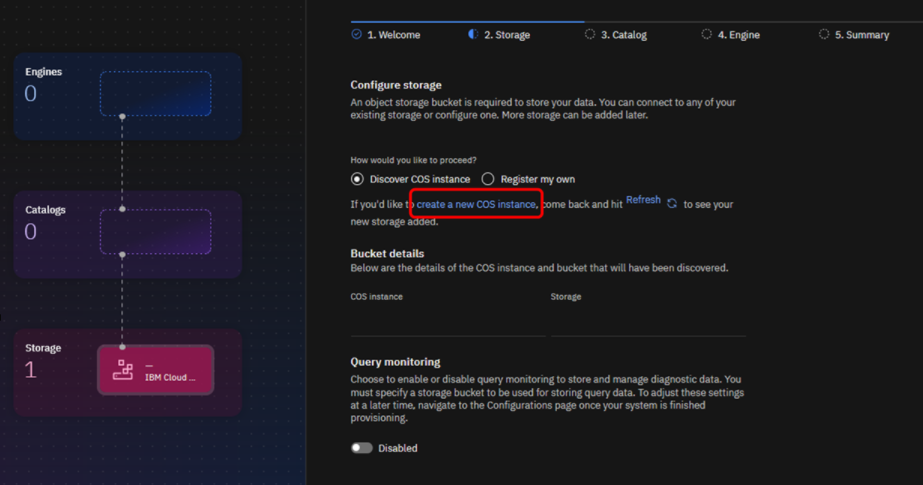 1. Welcome
2. Storage
3. Catalog
4. Engine
5. Summary
Engines
0
Catalogs
0
Storage
1
—
IBM Cloud ...
Configure storage
An object storage bucket is required to store your data. You can connect to any of your
existing storage or configure one. More storage can be added later.
How would you like to proceed?
Discover COS instance
Register my own
If you'd like to create a new COS instance, come back and hit Refresh to see your
new storage added.
Bucket details
Below are the details of the COS instance and bucket that will have been discovered.
COS instance
Storage
Query monitoring
Choose to enable or disable query monitoring to store and manage diagnostic data. You
must specify a storage bucket to be used for storing query data. To adjust these settings
at a later time, navigate to the Configurations page once your system is finished
provisioning.
Disabled